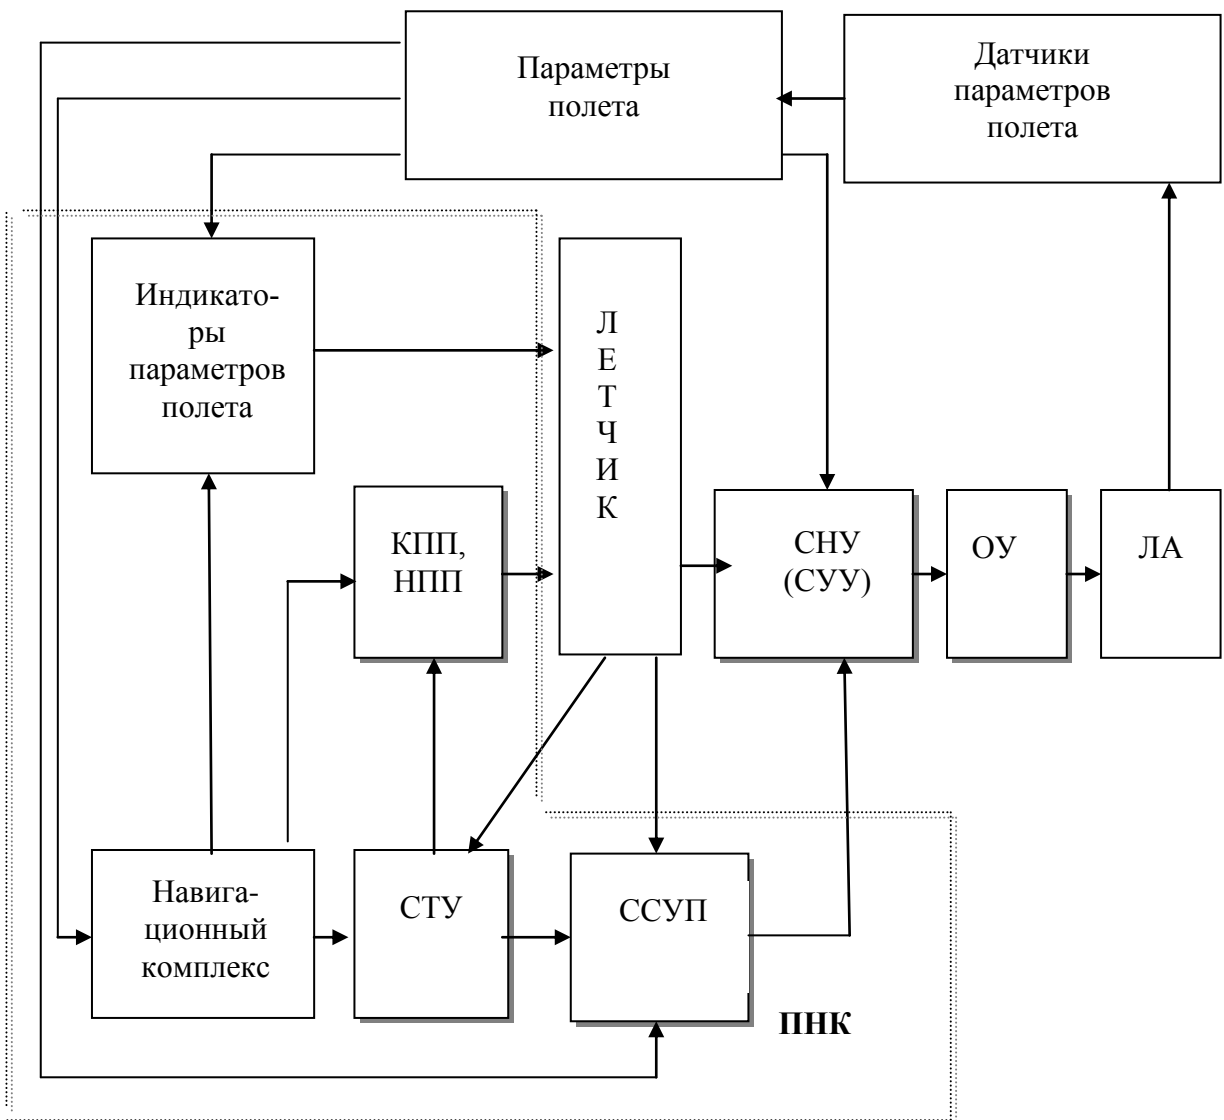 Параметры
полета
Датчики
параметров
полета
Индикато-
ры
параметров
полета
Л
Е
Т
Ч
И
К
КПП,
НПП
СНУ
(СУУ)
ОУ
ЛА
Навига-
ционный
комплекс
СТУ
ССУП
ПНК